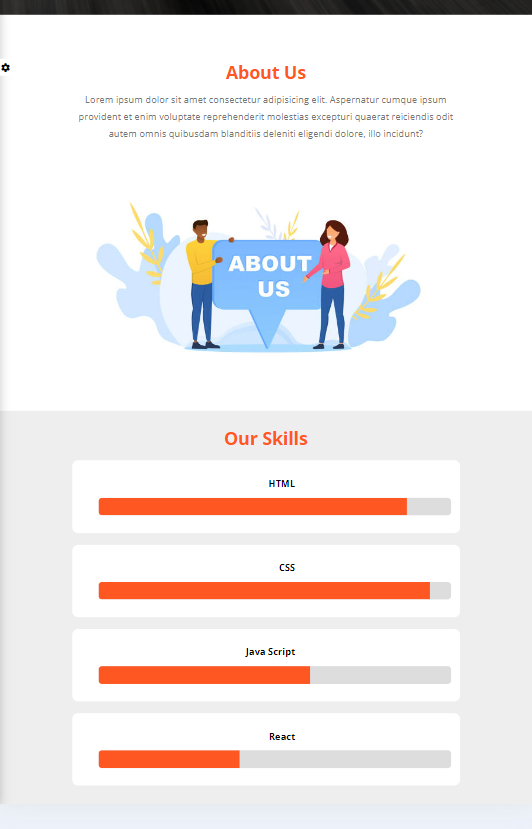 About Us
Lorem ipsum dolor sit amet consectetur adipisicing elit. Aspernatur cumque ipsum
provident et enim voluptate reprehenderit molestias excepturi quaerat reiciendis odit
autem omnis quibusdam blanditiis deleniti eligendi dolore, illo incidunt?
ABOUT
US
Our Skills
HTML
CSS
Java Script
React